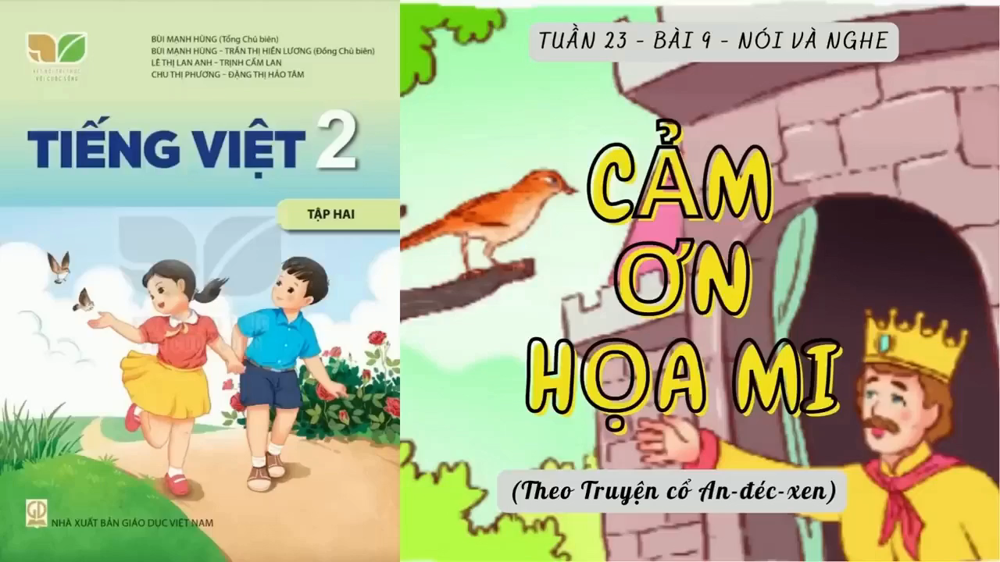 BÙI MẠNH HÙNG (Tổng Chủ biên)
BÙI MẠNH HÙNG – TRẦN THỊ HIỀN LƯƠNG (Đồng Chủ biên)
LÊ THỊ LAN ANH – TRỊNH CẨM LAN
CHU THỊ PHƯƠNG – ĐẶNG THỊ HẢO TÂM
KẾT NỐI TRI THỨC
VỚI CUỘC SỐNG
TIẾNG VIỆT 2
TẬP HAI
GD
NHÀ XUẤT BẢN GIÁO DỤC VIỆT NAM
TUẦN 23 - BÀI 9 - NÓI VÀ NGHE
CẢM
ƠN
HỌA MI
(Theo Truyện cổ An-đéc-xen)